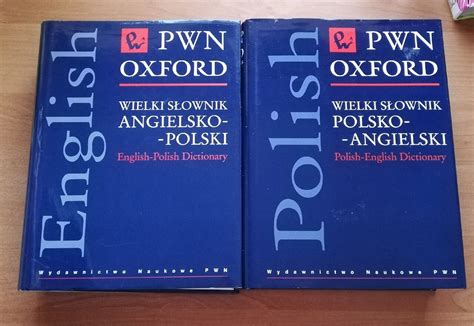 English
PWN
OXFORD
WIELKI SŁOWNIK
ANGIELSKO-
-POLSKI
English-Polish Dictionary
Wydawnictwo Naukowe PWN
Polish
PWN
OXFORD
WIELKI SŁOWNIK
POLSKO-
-ANGIELSKI
Polish-English Dictionary
Wydawnictwo Naukowe PWN